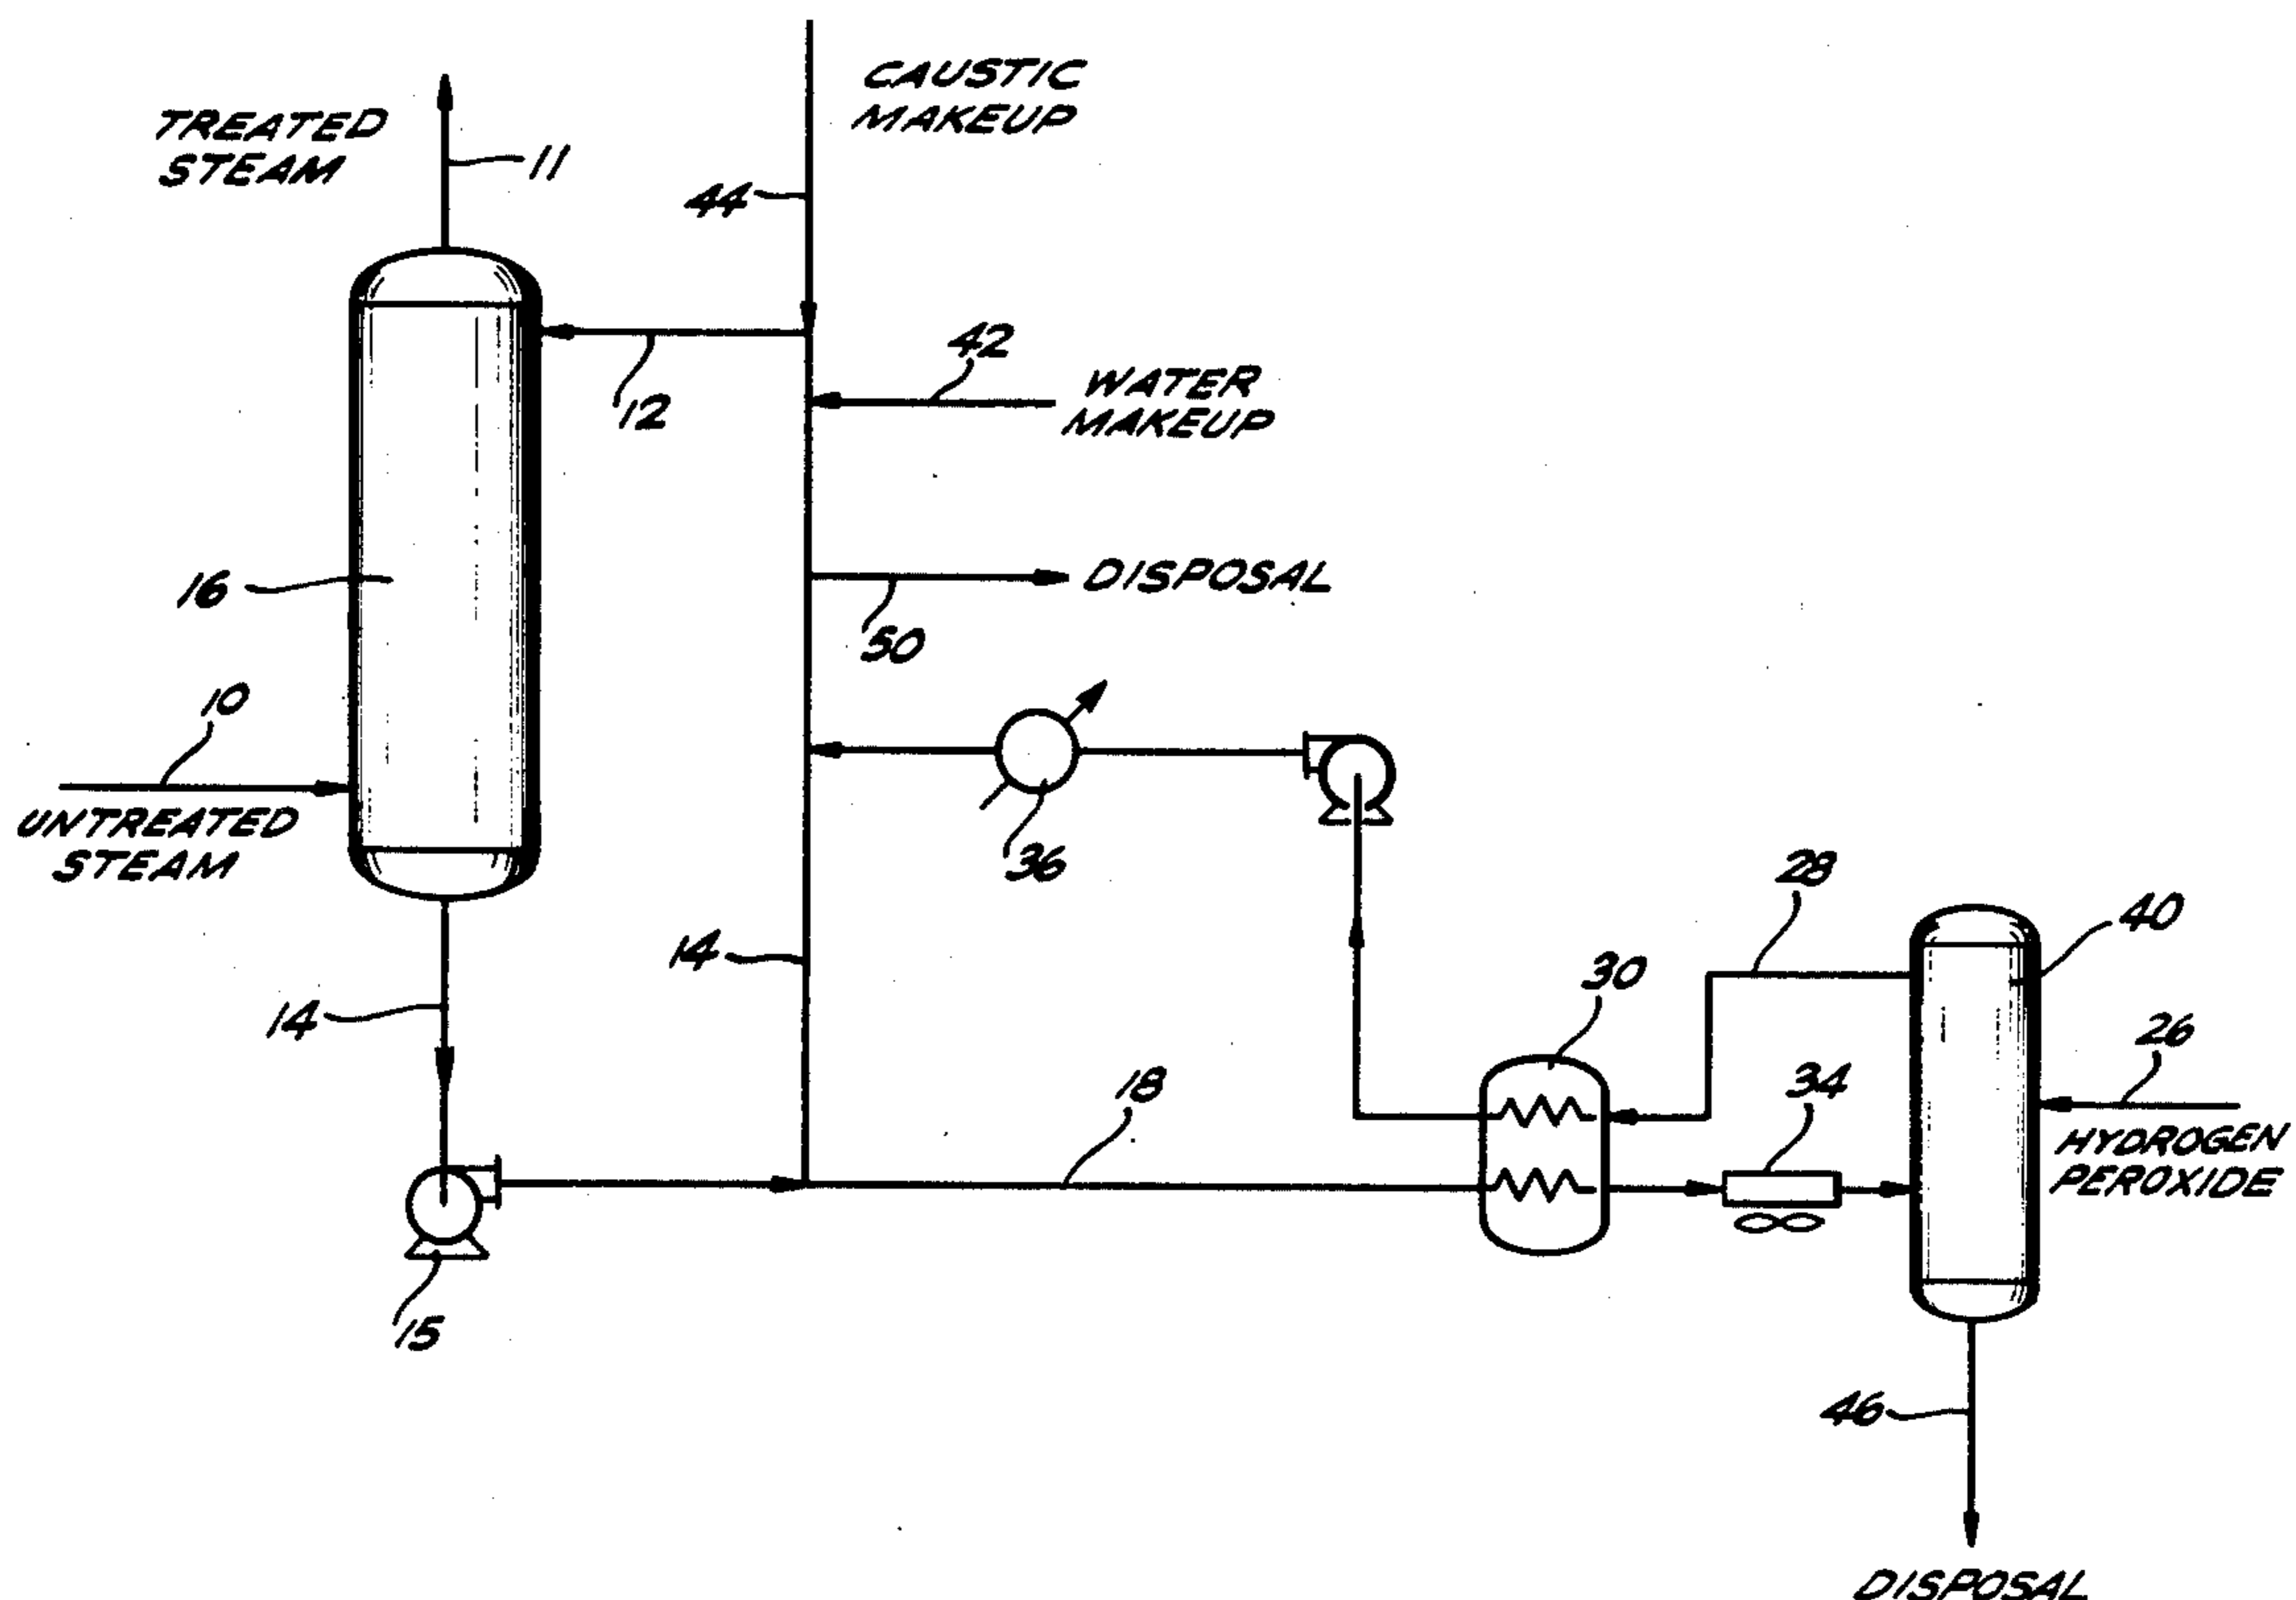 CAUSTIC
MAKEUP
TREATED
STEAM
11
44
42
WATER
MAKEUP
12
16
DISPOSAL
50
10
UNTREATED
STEAM
36
28
40
14
30
14
26
34
18
HYDROGEN
PEROXIDE
15
46
DISPOSAL